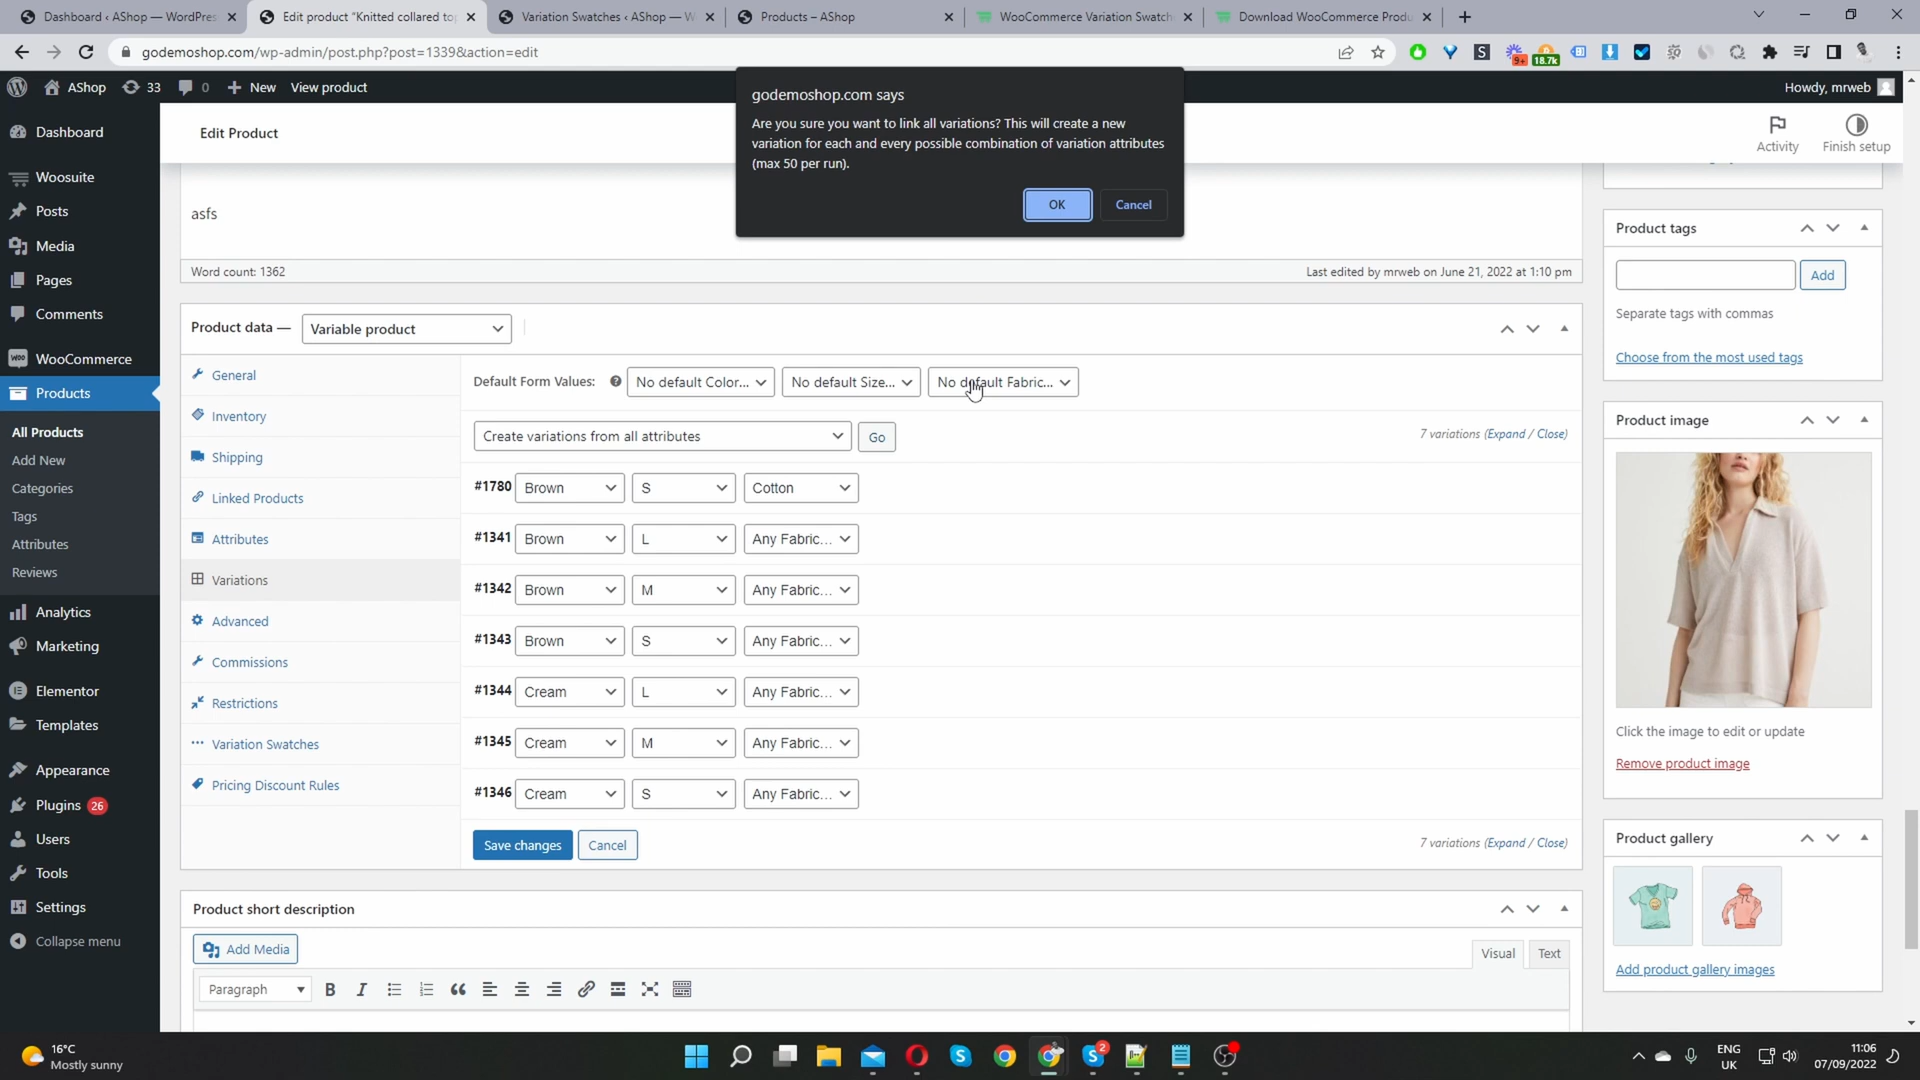 Dashboard ‹ AShop — WordPres
Edit product "Knitted collared top
Variation Swatches ‹ AShop — W
Products – AShop
WooCommerce Variation Swatch
Download WooCommerce Produ
godemoshop.com/wp-admin/post.php?post=1339&action=edit
9+
18.7k
AShop 33 0 New View product
Howdy, mrweb
godemoshop.com says
Are you sure you want to link all variations? This will create a new
variation for each and every possible combination of variation attributes
(max 50 per run).
OK
Cancel
Edit Product
Activity
Finish setup
Dashboard
Woosuite
Posts
Media
Pages
Comments
WooCommerce
Products
All Products
Add New
Categories
Tags
Attributes
Reviews
Analytics
Marketing
Elementor
Templates
Appearance
Plugins 26
Users
Tools
Settings
Collapse menu
asfs
Word count: 1362
Last edited by mrweb on June 21, 2022 at 1:10 pm
Product data — Variable product
General
Inventory
Shipping
Linked Products
Attributes
Variations
Advanced
Commissions
Restrictions
Variation Swatches
Pricing Discount Rules
Default Form Values: No default Color... No default Size... No default Fabric...
Create variations from all attributes Go
7 variations (Expand / Close)
#1780 Brown S Cotton
#1341 Brown L Any Fabric...
#1342 Brown M Any Fabric...
#1343 Brown S Any Fabric...
#1344 Cream L Any Fabric...
#1345 Cream M Any Fabric...
#1346 Cream S Any Fabric...
Save changes Cancel
7 variations (Expand / Close)
Product short description
Add Media
Visual Text
Paragraph
Product tags
Add
Separate tags with commas
Choose from the most used tags
Product image
Click the image to edit or update
Remove product image
Product gallery
Add product gallery images
16°C
Mostly sunny
2
ENG
UK
11:06
07/09/2022